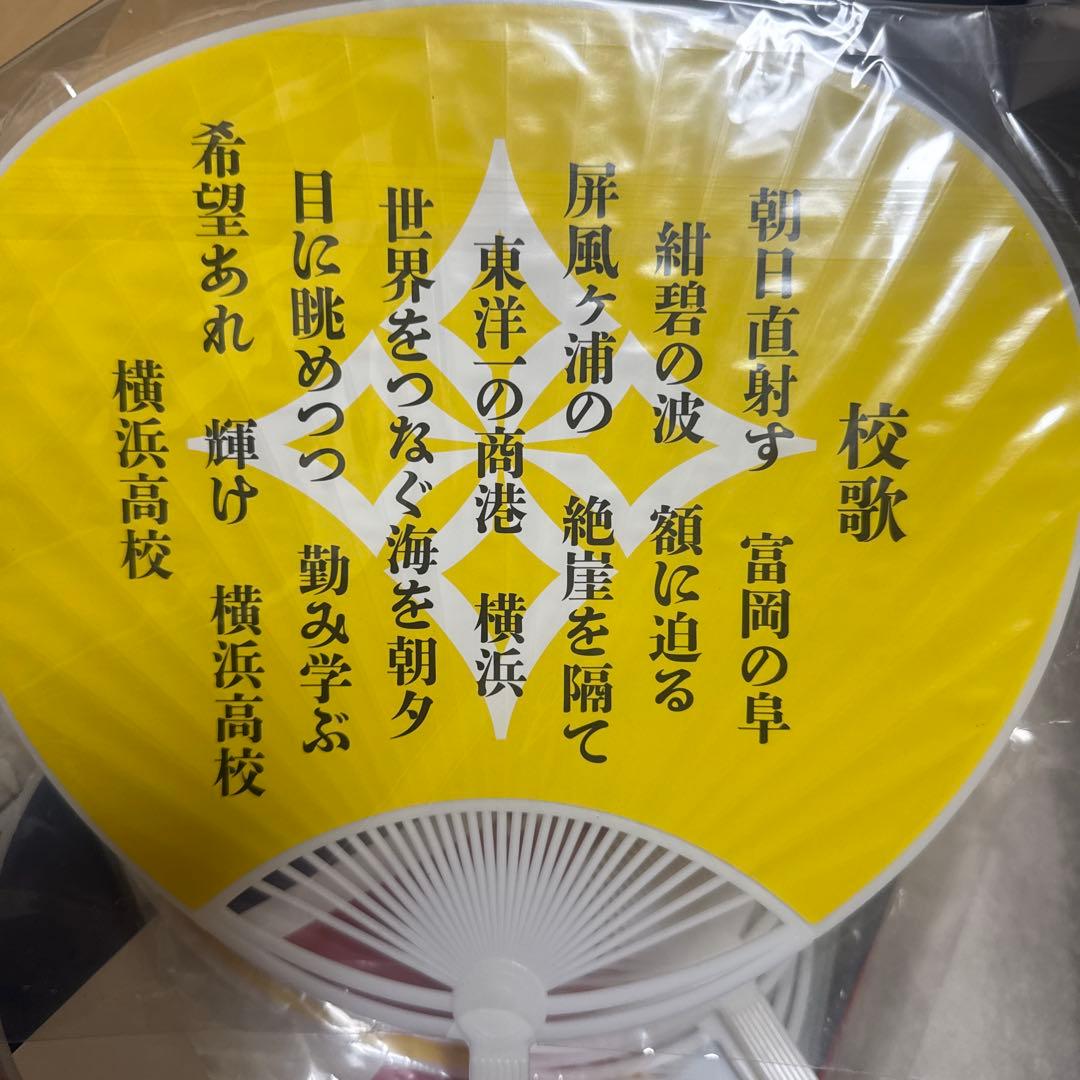 校歌
朝日直射す　富岡の阜
紺碧の波　額に迫る
屏風ヶ浦の　絶崖を隔て
東洋一の商港　横浜
世界をつなぐ海を朝夕
目に眺めつつ　勤み学ぶ
希望あれ　輝け　横浜高校
横浜高校